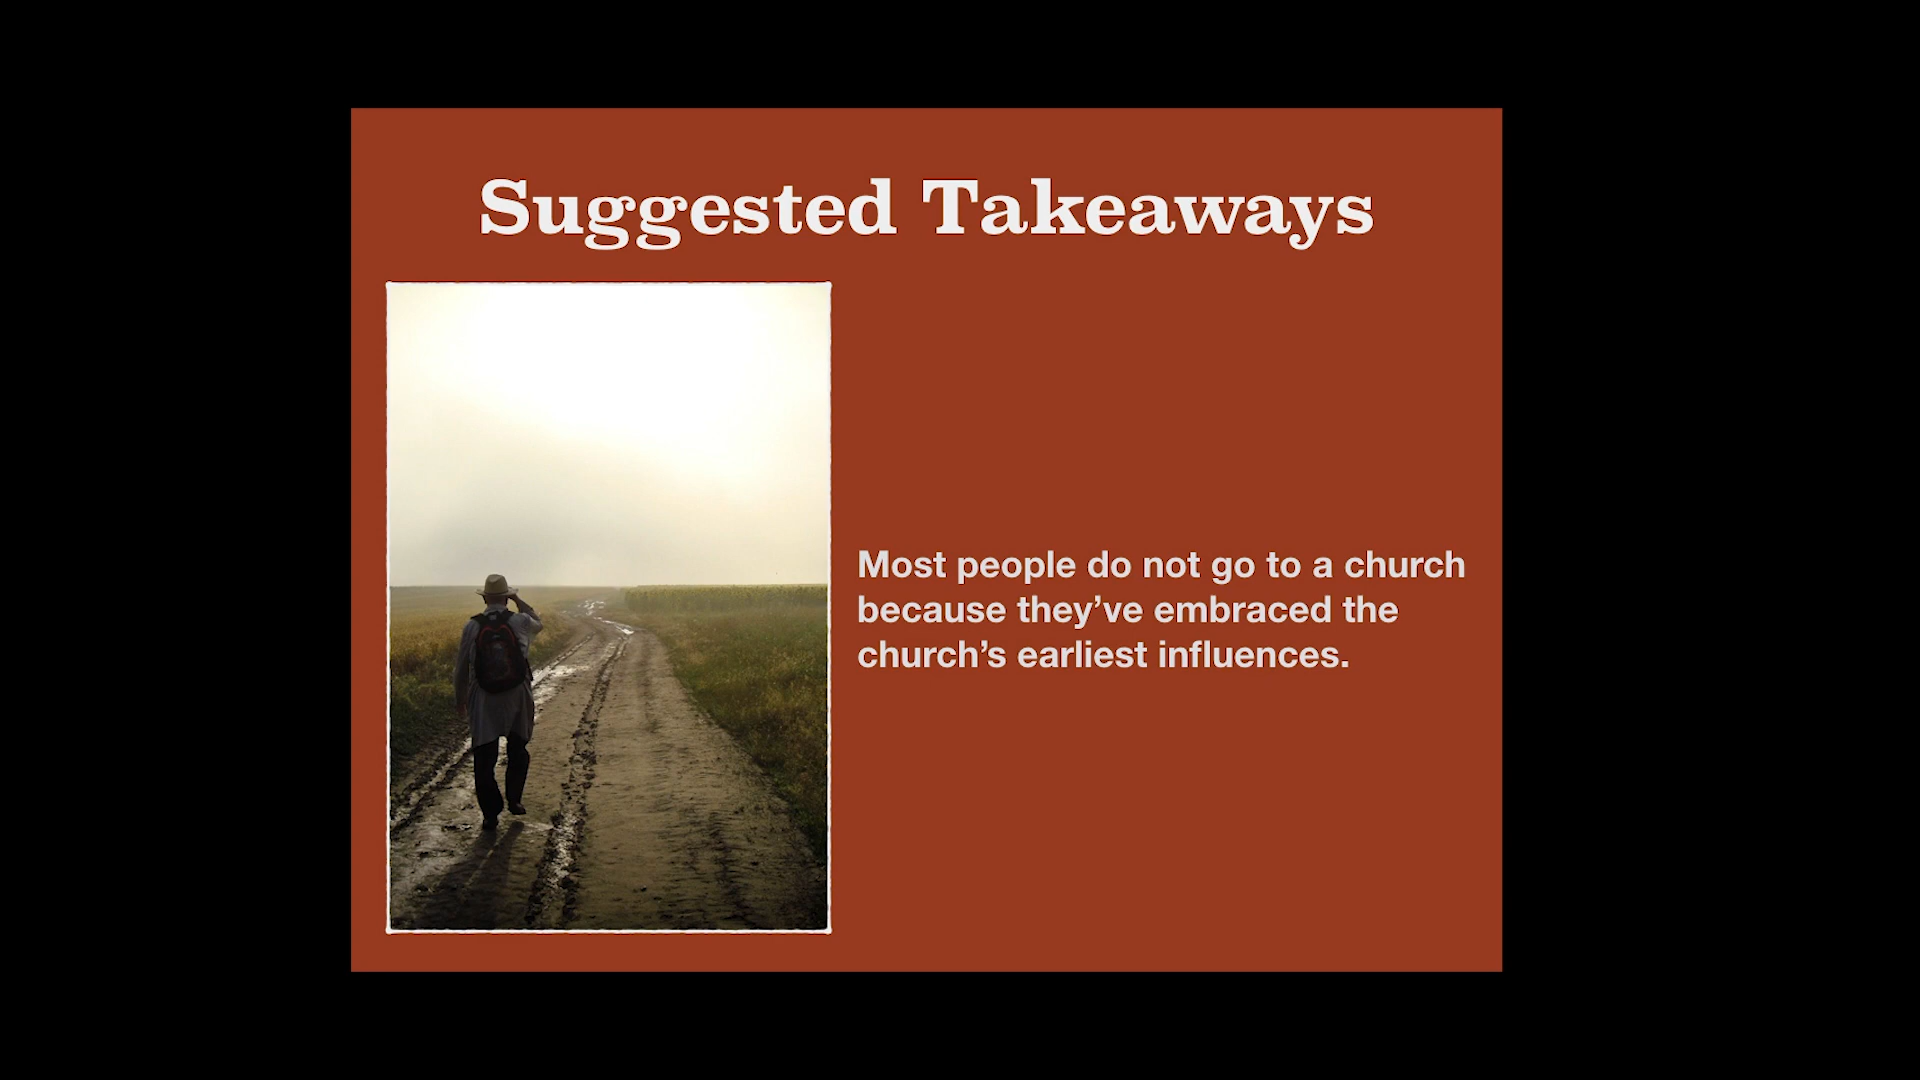 Suggested Takeaways
Most people do not go to a church
because they’ve embraced the
church’s earliest influences.